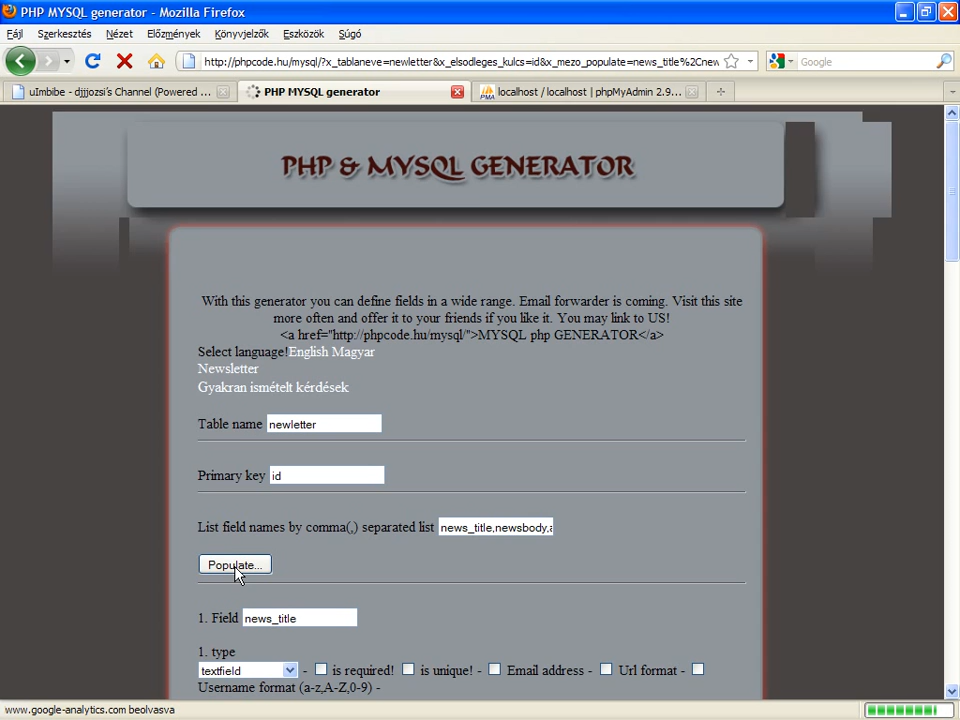 PHP MYSQL generator - Mozilla Firefox
Fájl Szerkesztés Nézet Előzmények Könyvjelzők Eszközök Súgó
http://phpcode.hu/mysql/?x_tablaneve=newletter&x_elsodleges_kulcs=id&x_mezo_populate=news_title%2Cnew
Google
uImbibe - djjjozsi's Channel (Powered ...
PHP MYSQL generator
localhost / localhost | phpMyAdmin 2.9...
PHP & MYSQL GENERATOR
With this generator you can define fields in a wide range. Email forwarder is coming. Visit this site
more often and offer it to your friends if you like it. You may link to US!
<a href="http://phpcode.hu/mysql/">MYSQL php GENERATOR</a>
Select language!English Magyar
Newsletter
Gyakran ismételt kérdések
Table name newletter
Primary key id
List field names by comma(,) separated list news_title,newsbody,a
Populate...
1. Field news_title
1. type
textfield - is required! is unique! - Email address - Url format -
Username format (a-z,A-Z,0-9) -
www.google-analytics.com beolvasva